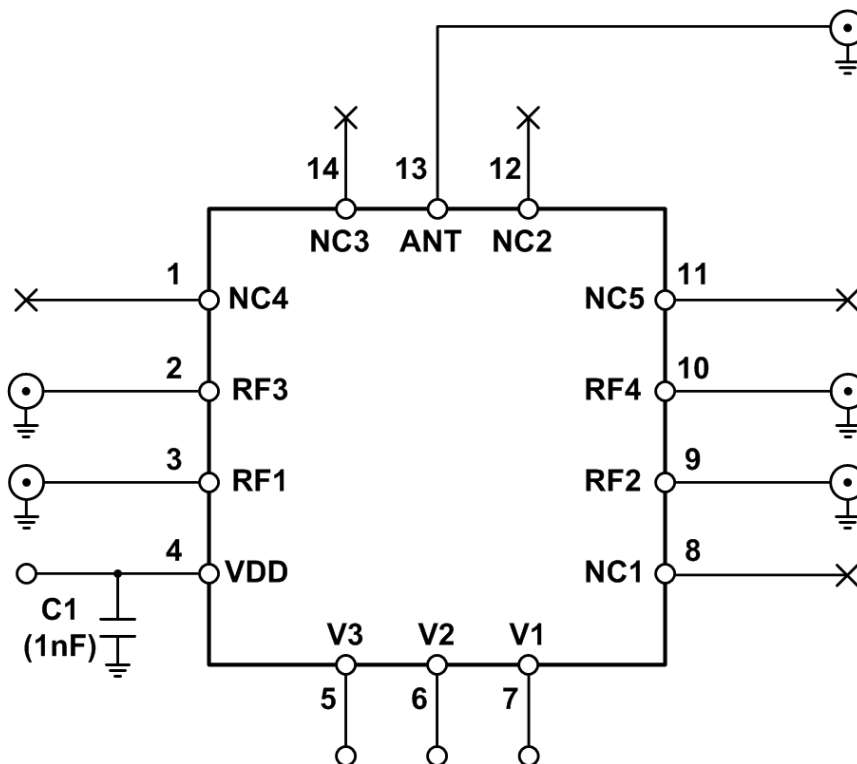 14 13 12
NC3 ANT NC2
1 NC4 NC5 11
2 RF3 RF4 10
3 RF1 RF2 9
4 VDD NC1 8
C1
(1nF)
V3 V2 V1
5 6 7